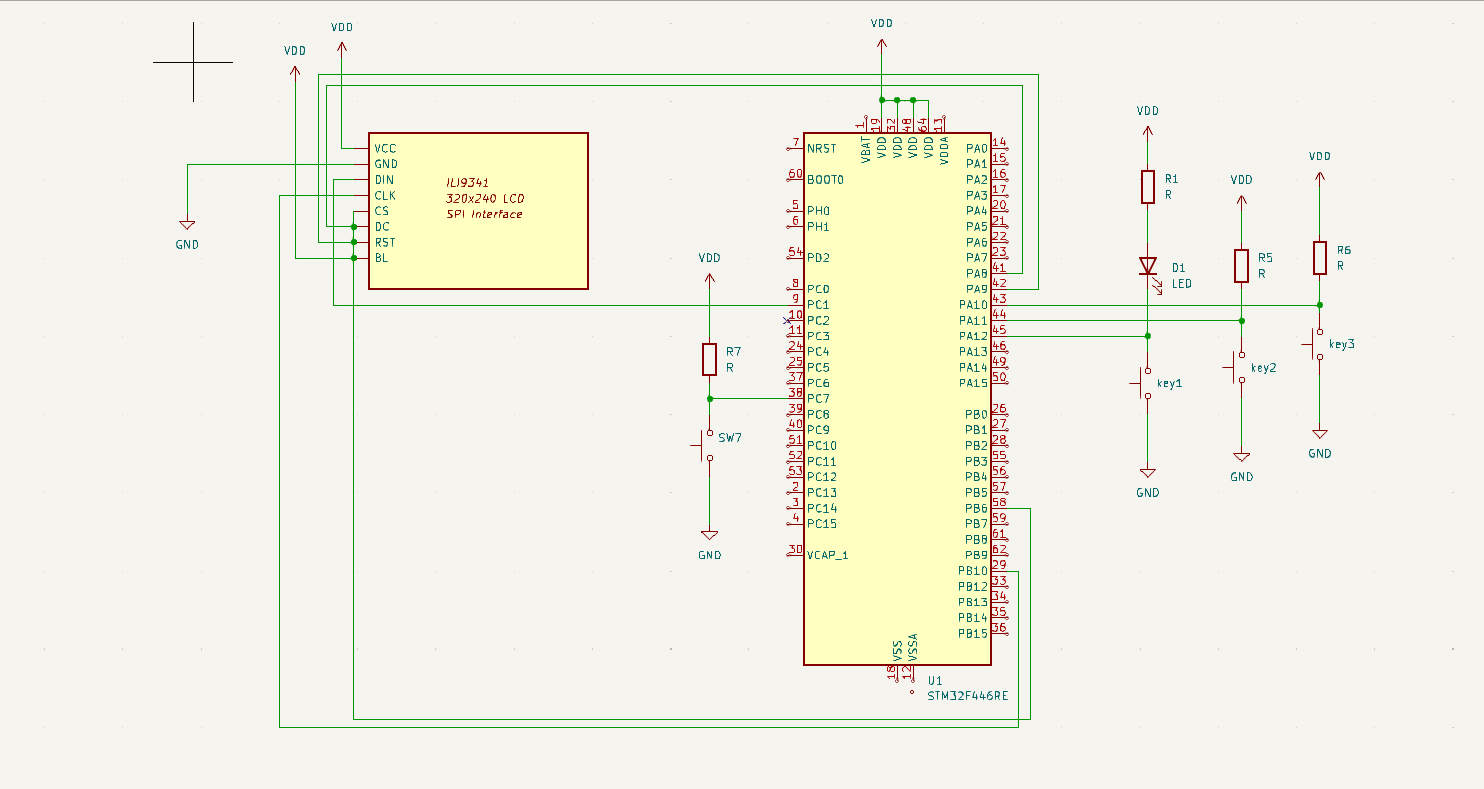 VDD
VDD
VDD
VCC
GND
DIN
CLK
CS
DC
RST
BL
ILI9341
320x240 LCD
SPI Interface
GND
VDD
R7
R
SW7
GND
1 19 32 48 64 13
VBAT VDD VDD VDD VDD VDDA
7 NRST
60 BOOT0
5 PH0
6 PH1
54 PD2
8 PC0
9 PC1
10 PC2
11 PC3
24 PC4
25 PC5
37 PC6
38 PC7
39 PC8
40 PC9
51 PC10
52 PC11
53 PC12
2 PC13
3 PC14
4 PC15
30 VCAP_1
PA0 14
PA1 15
PA2 16
PA3 17
PA4 20
PA5 21
PA6 22
PA7 23
PA8 41
PA9 42
PA10 43
PA11 44
PA12 45
PA13 46
PA14 49
PA15 50
PB0 26
PB1 27
PB2 28
PB3 55
PB4 56
PB5 57
PB6 58
PB7 59
PB8 61
PB9 62
PB10 29
PB12 33
PB13 34
PB14 35
PB15 36
VSS VSSA
18 12
U1
STM32F446RE
VDD
R1
R
D1
LED
key1
GND
VDD
R5
R
key2
GND
VDD
R6
R
key3
GND